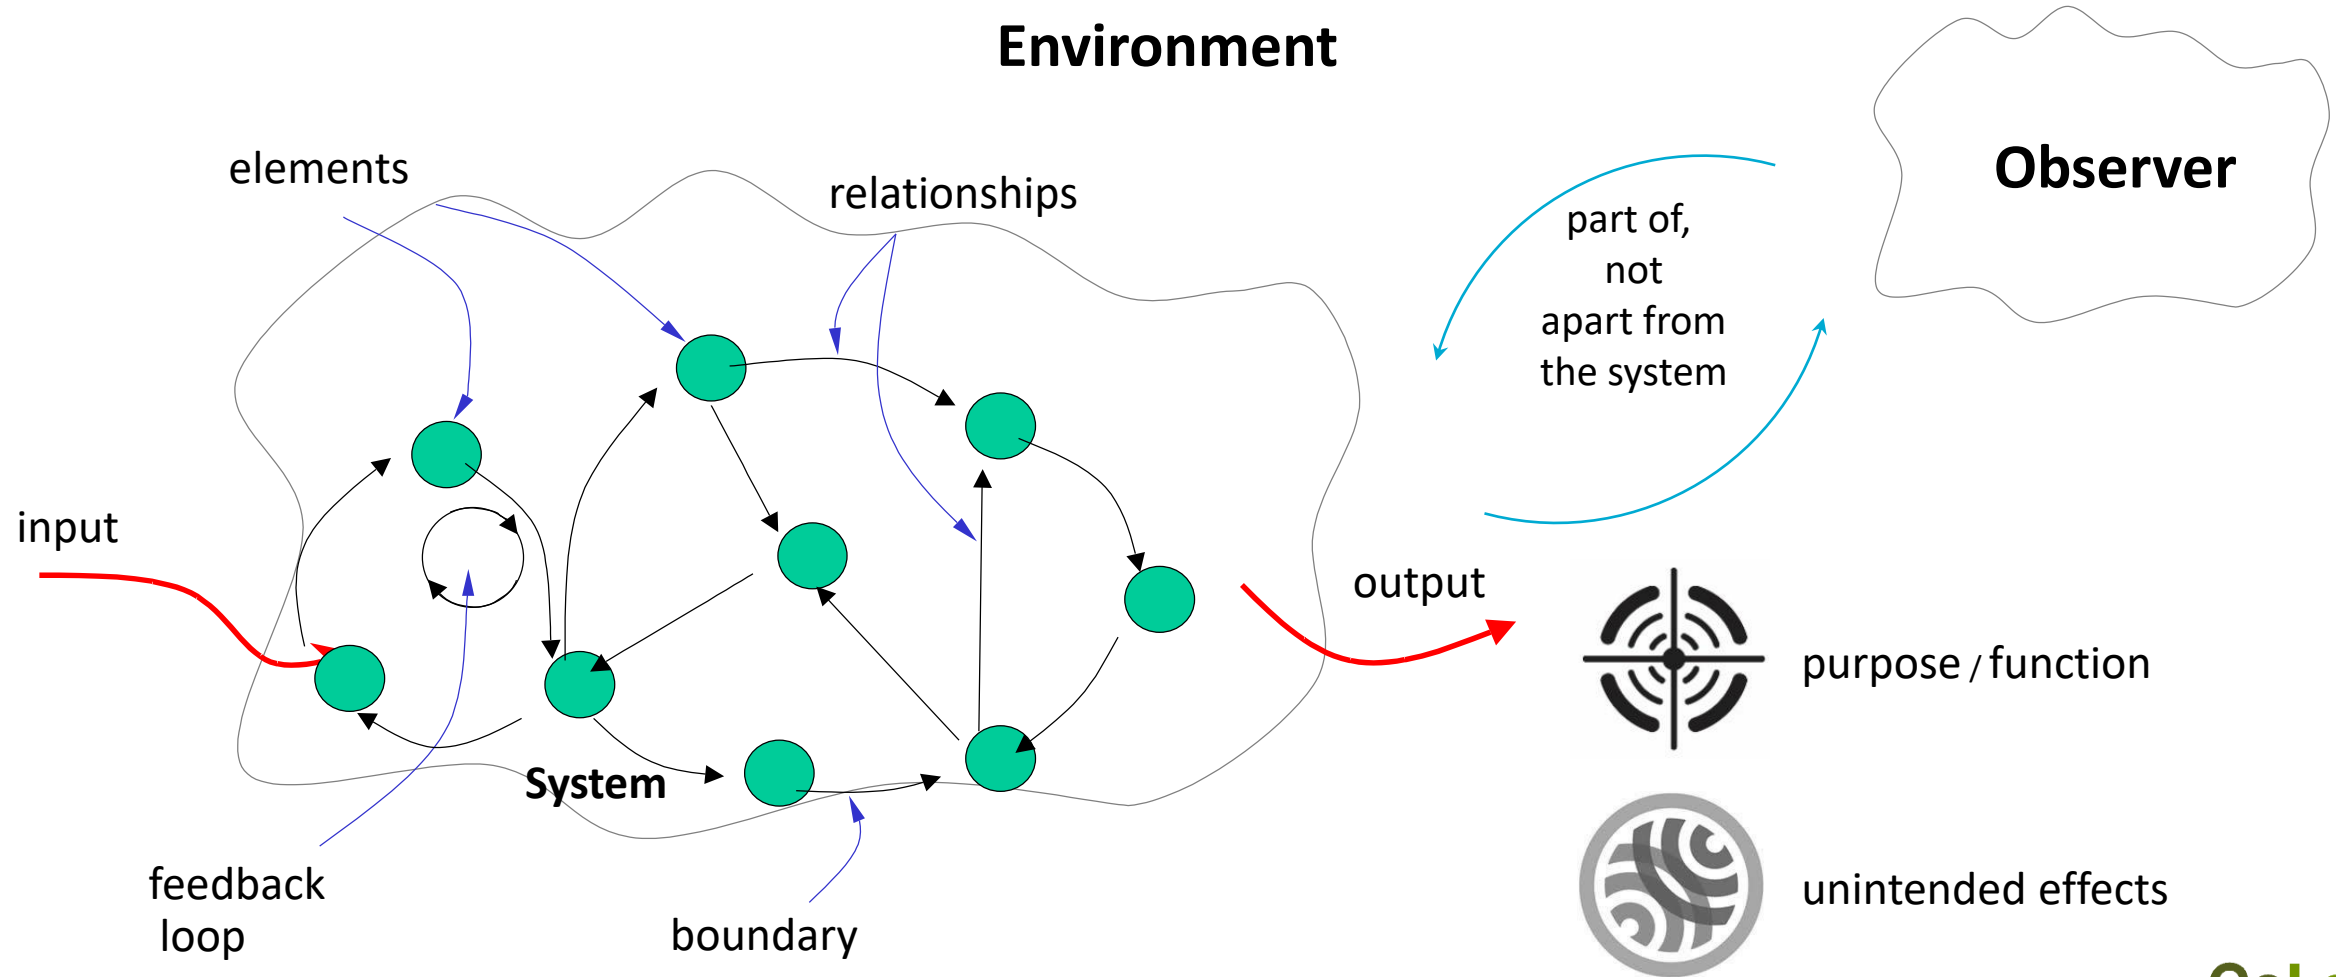 Environment
Observer
elements
relationships
part of,
not
apart from
the system
input
output
purpose / function
System
feedback
loop
boundary
unintended effects